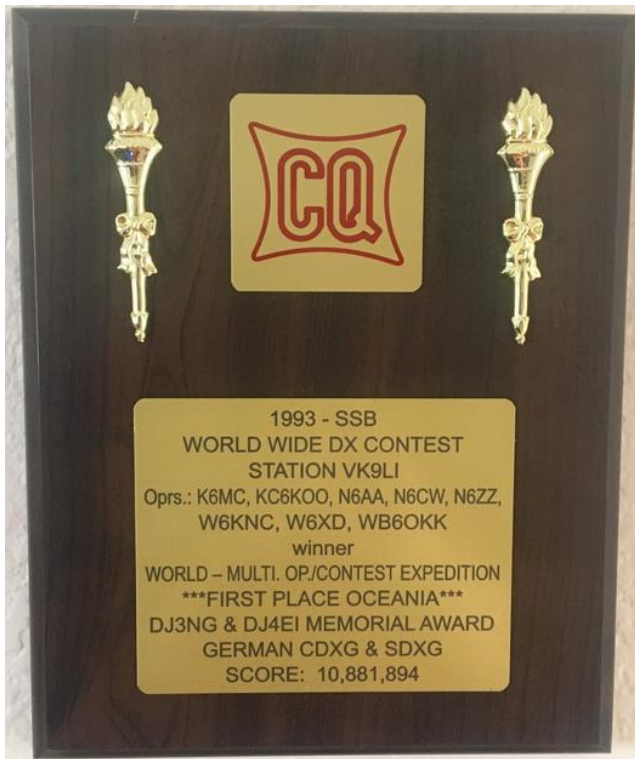 CQ
1993 - SSB
WORLD WIDE DX CONTEST
STATION VK9LI
Oprs.: K6MC, KC6KOO, N6AA, N6CW, N6ZZ,
W6KNC, W6XD, WB6OKK
winner
WORLD – MULTI. OP./CONTEST EXPEDITION
***FIRST PLACE OCEANIA***
DJ3NG & DJ4EI MEMORIAL AWARD
GERMAN CDXG & SDXG
SCORE: 10,881,894